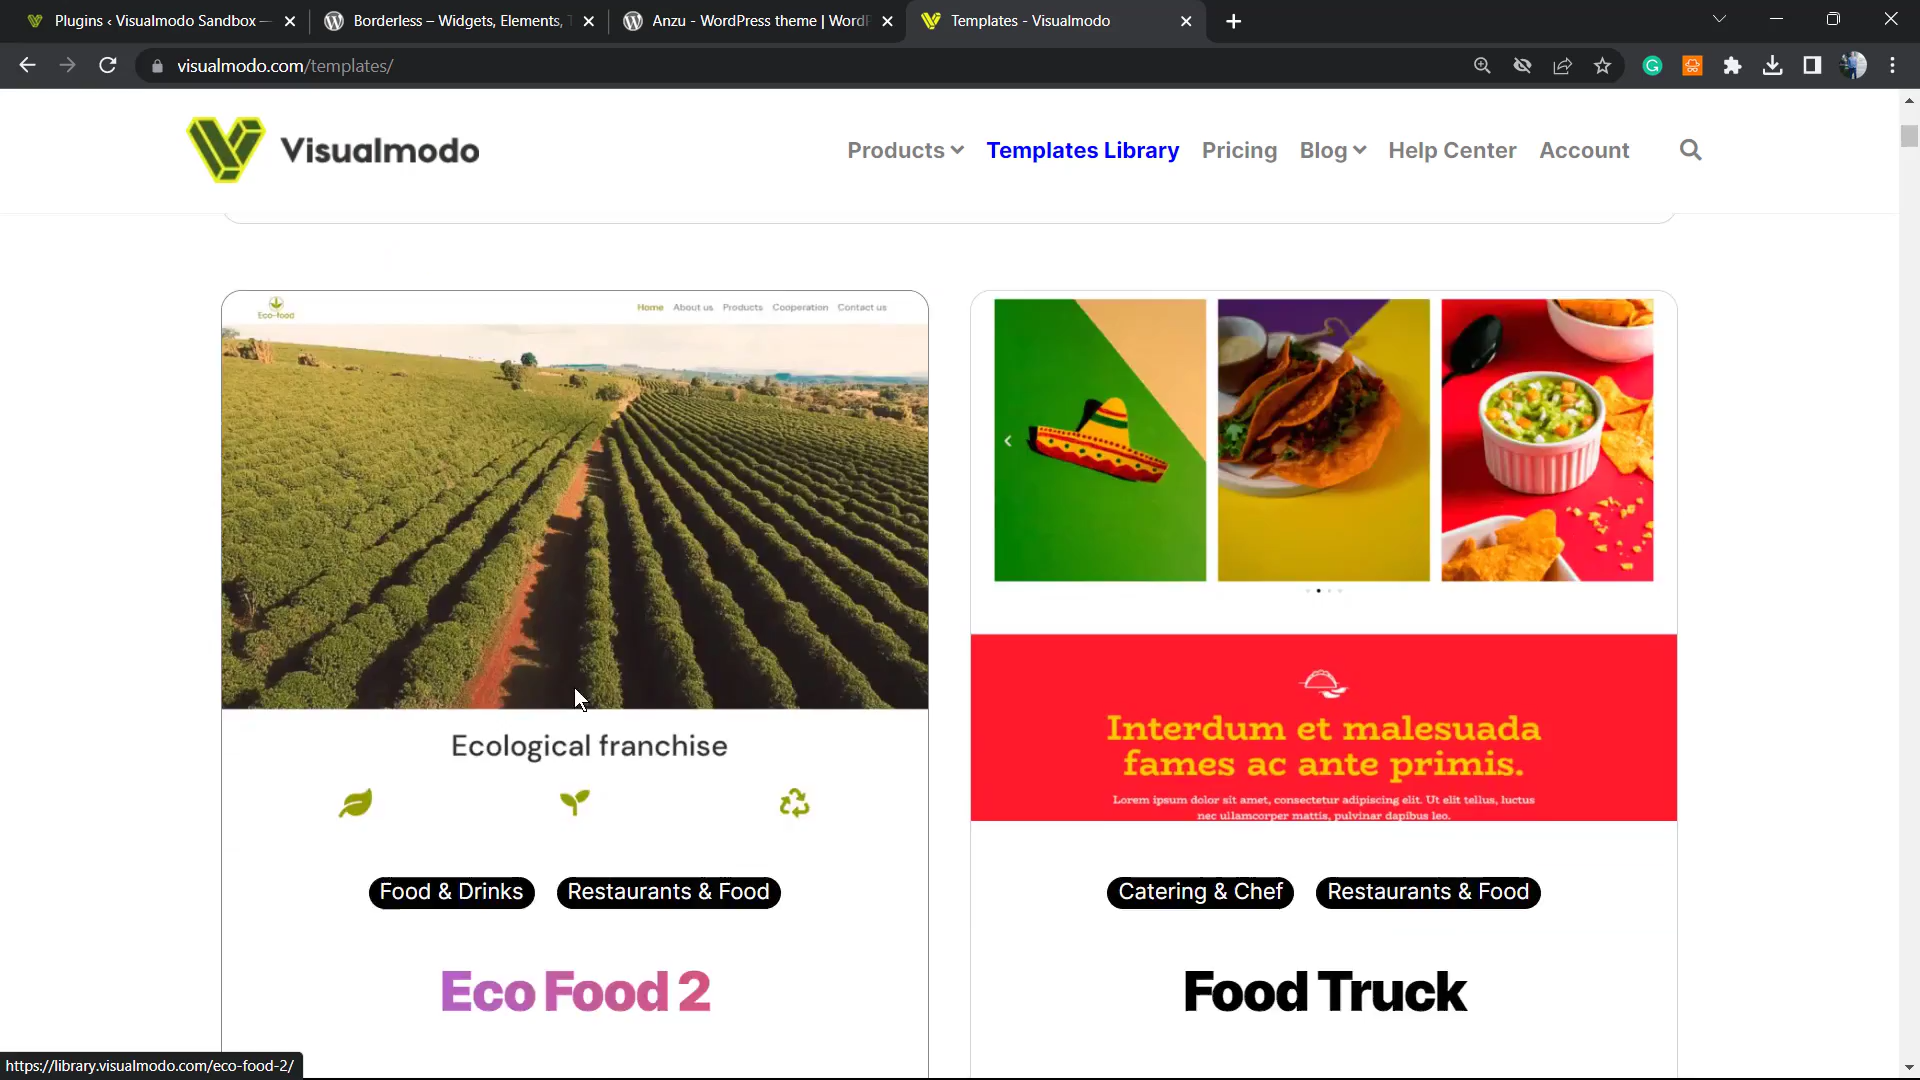 Plugins ‹ Visualmodo Sandbox —
Borderless – Widgets, Elements,
Anzu - WordPress theme | WordP
Templates - Visualmodo
visualmodo.com/templates/
Visualmodo
Products
Templates Library
Pricing
Blog
Help Center
Account
Eco-food
Home
About us
Products
Cooperation
Contact us
Ecological franchise
Food & Drinks
Restaurants & Food
Eco Food 2
Interdum et malesuada
fames ac ante primis.
Lorem ipsum dolor sit amet, consectetur adipiscing elit. Ut elit tellus, luctus
nec ullamcorper mattis, pulvinar dapibus leo.
Catering & Chef
Restaurants & Food
Food Truck
https://library.visualmodo.com/eco-food-2/